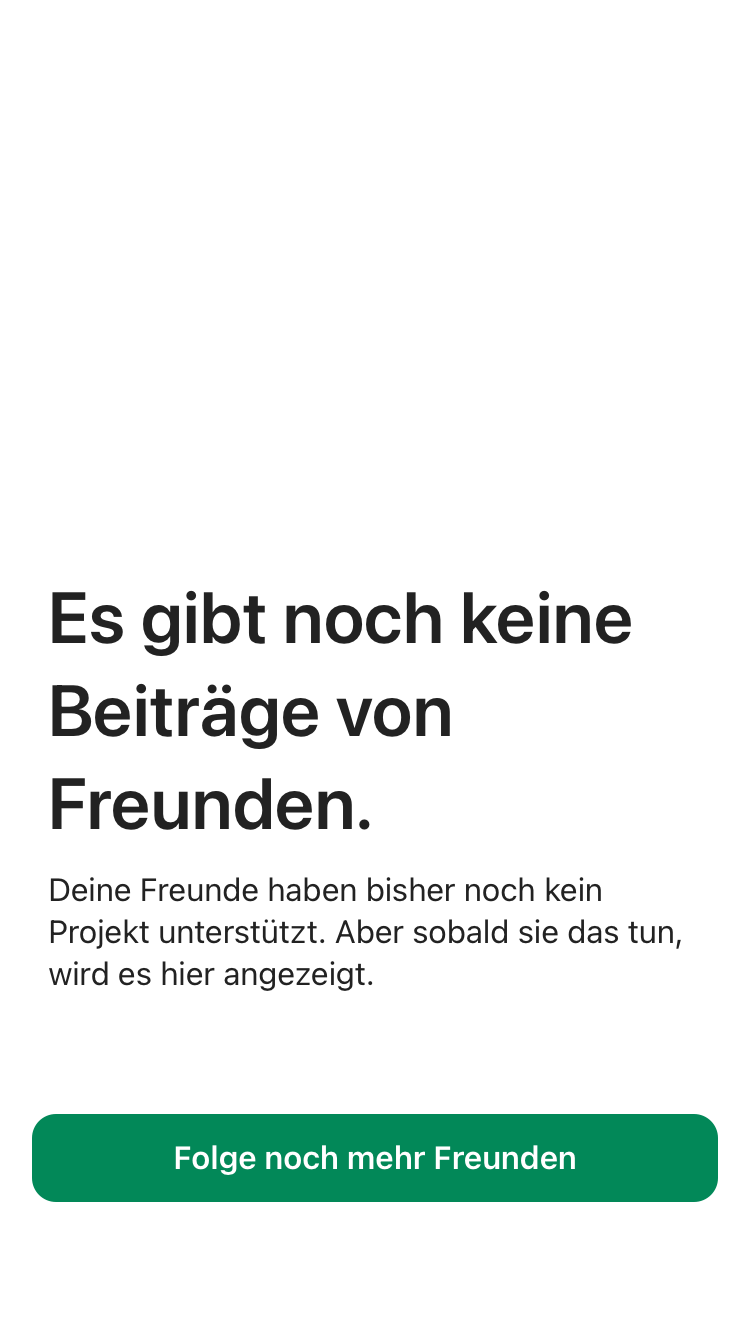 Es gibt noch keine
Beiträge von
Freunden.
Deine Freunde haben bisher noch kein
Projekt unterstützt. Aber sobald sie das tun,
wird es hier angezeigt.
Folge noch mehr Freunden